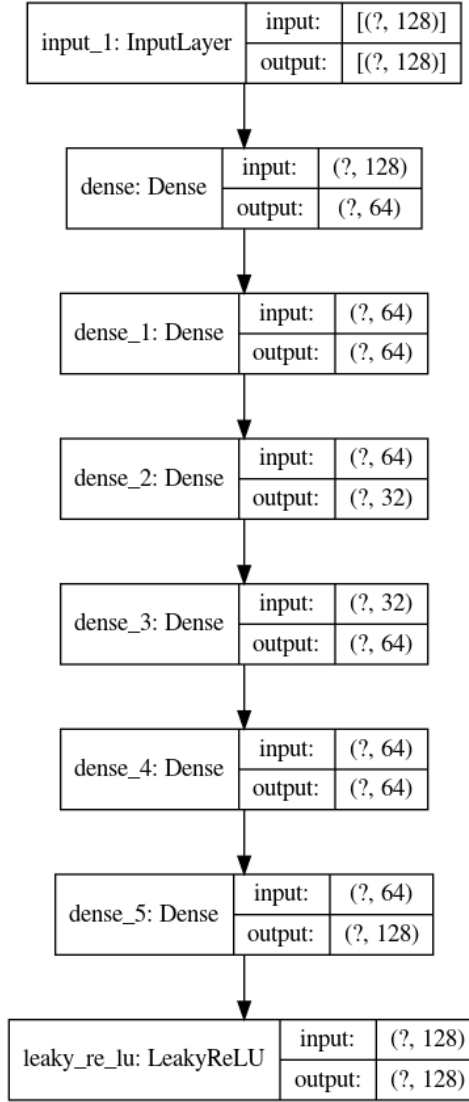 input_1: InputLayer
input: [(?, 128)]
output: [(?, 128)]
dense: Dense
input: (?, 128)
output: (?, 64)
dense_1: Dense
input: (?, 64)
output: (?, 64)
dense_2: Dense
input: (?, 64)
output: (?, 32)
dense_3: Dense
input: (?, 32)
output: (?, 64)
dense_4: Dense
input: (?, 64)
output: (?, 64)
dense_5: Dense
input: (?, 64)
output: (?, 128)
leaky_re_lu: LeakyReLU
input: (?, 128)
output: (?, 128)